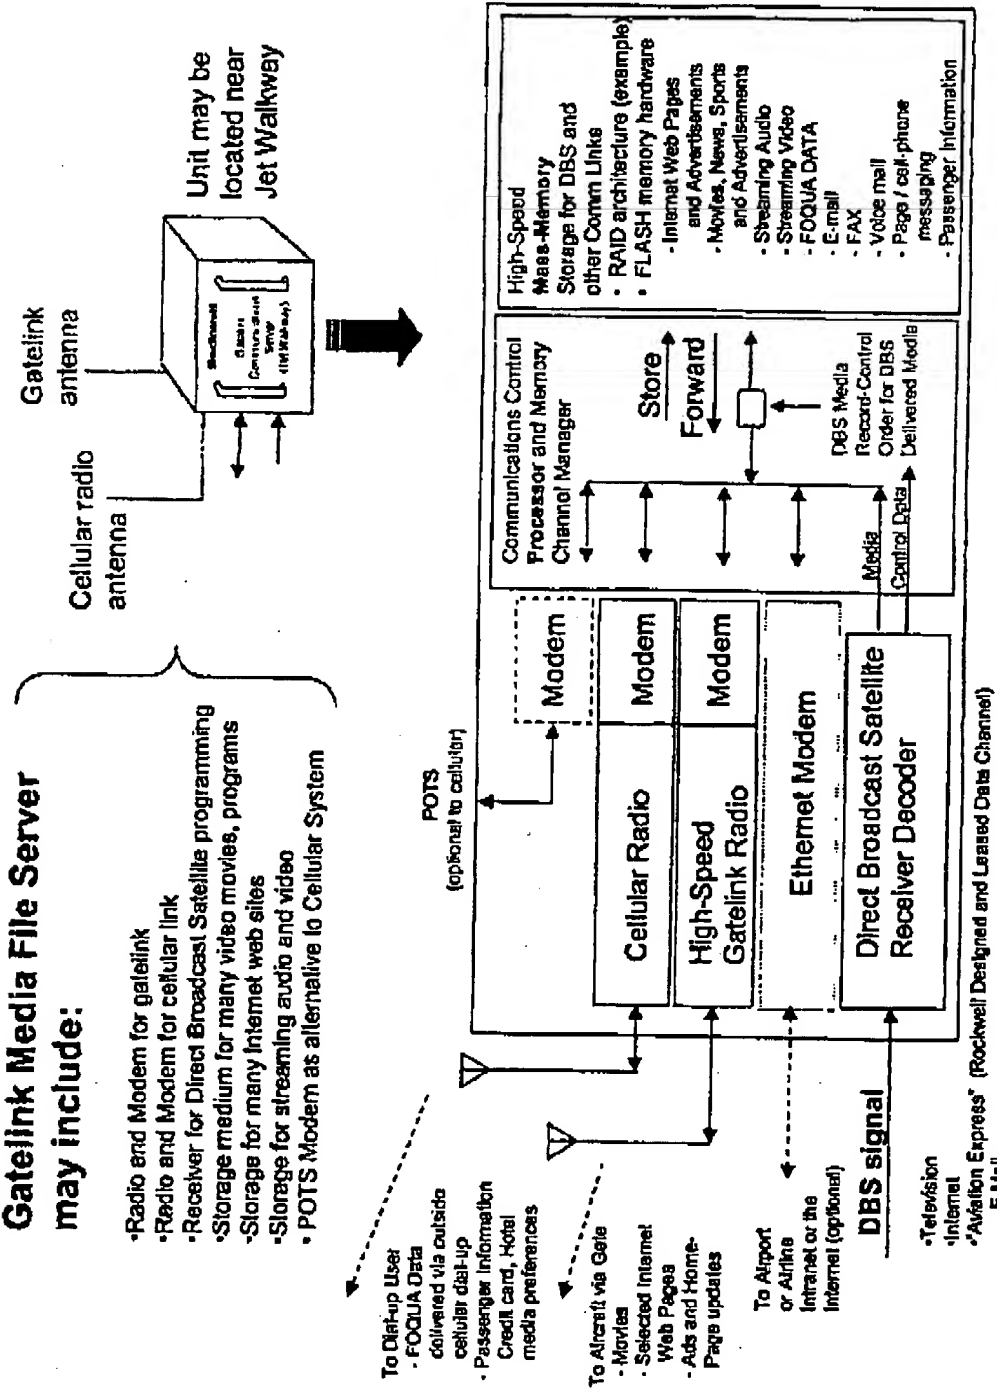 Gatelink Media File Server
may include:
•Radio and Modem for gatelink
•Radio and Modem for cellular link
•Receiver for Direct Broadcast Satellite programming
•Storage medium for many video movies, programs
•Storage for many Internet web sites
•Storage for streaming audio and video
• POTS Modem as alternative to Cellular System
Cellular radio
antenna
Gatelink
antenna
Rockwell
Server
Unit may be
located near
Jet Walkway
POTS
(optional to cellular)
Modem
Cellular Radio
Modem
High-Speed
Gatelink Radio
Modem
Ethernet Modem
Direct Broadcast Satellite
Receiver Decoder
Communications Control
Processor and Memory
Channel Manager
Store
Forward
Media
Control Data
DBS Media
Record-Control
Order for DBS
Delivered Media
High-Speed
Mass-Memory
Storage for DBS and
other Comm Links
• RAID architecture (example)
• FLASH memory hardware
- Internet Web Pages
and Advertisements
- Movies, News, Sports
and Advertisements
- Streaming Audio
- Streaming Video
- FOQUA DATA
- E-mail
- FAX
- Voice mail
- Page / cell-phone
messaging
- Passenger Information
To Dial-up User
- FOQUA Data
delivered via outside
cellular dial-up
- Passenger Information
Credit card, Hotel
media preferences
To Aircraft via Gate
- Movies
- Selected Internet
Web Pages
- Ads and Home-
Page updates
To Airport
or Airline
Intranet or the
Internet (optional)
DBS signal
•Television
•Internet
•"Aviation Express" (Rockwell Designed and Leased Data Channel)